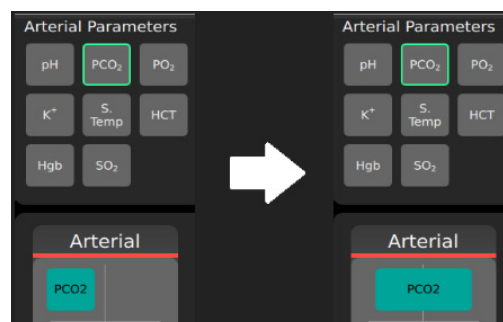 Arterial Parameters
pH PCO₂ PO₂
K⁺ S. Temp HCT
Hgb SO₂
Arterial
PCO2
Arterial Parameters
pH PCO₂ PO₂
K⁺ S. Temp HCT
Hgb SO₂
Arterial
PCO2